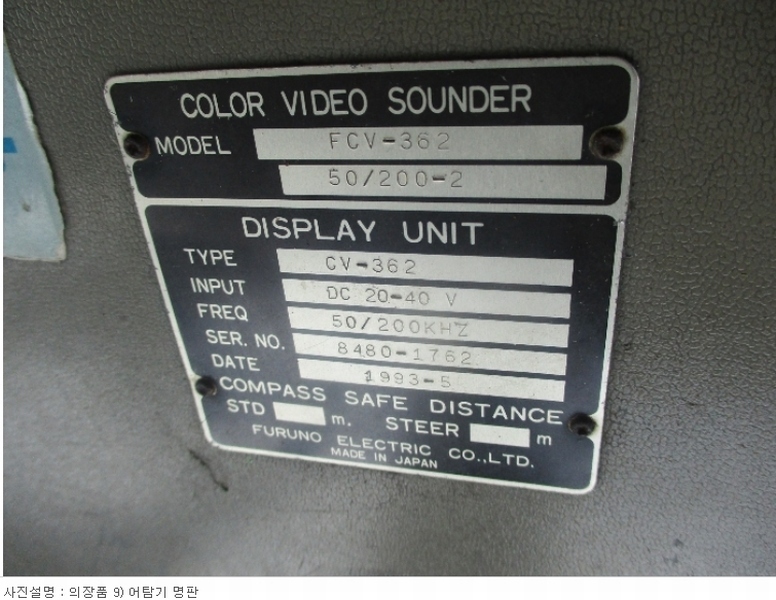 COLOR VIDEO SOUNDER
MODEL FCV-362
50/200-2
DISPLAY UNIT
TYPE CV-362
INPUT DC 20-40 V
FREQ 50/200KHZ
SER. NO. 8480-1762
DATE 1993-5
COMPASS SAFE DISTANCE
STD m. STEER m
FURUNO ELECTRIC CO.,LTD.
MADE IN JAPAN
사진설명 : 의장품 9) 어탐기 명판